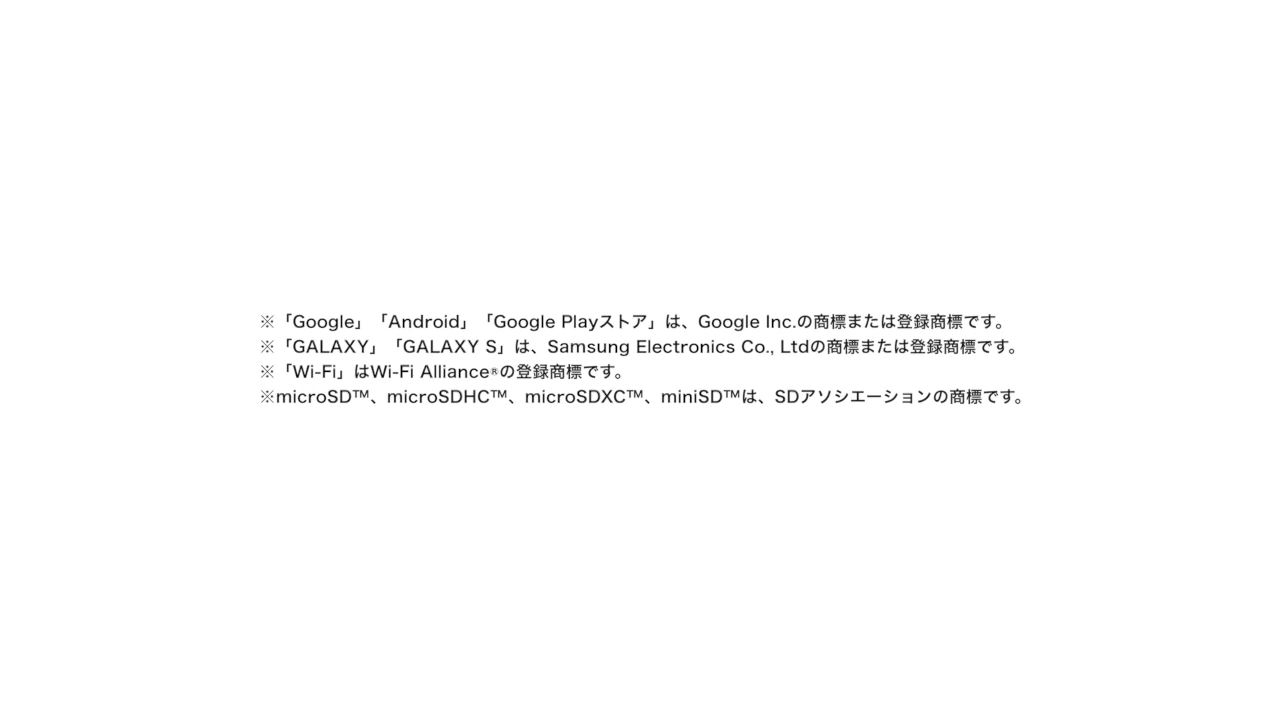 ※「Google」「Android」「Google Playストア」は、Google Inc.の商標または登録商標です。
※「GALAXY」「GALAXY S」は、Samsung Electronics Co., Ltdの商標または登録商標です。
※「Wi-Fi」はWi-Fi Alliance®の登録商標です。
※microSD™、microSDHC™、microSDXC™、miniSD™は、SDアソシエーションの商標です。